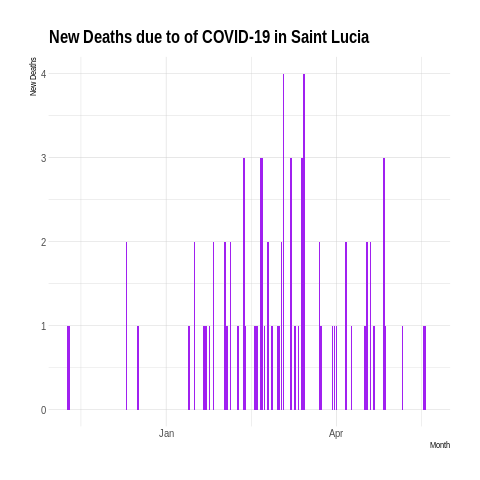 New Deaths due to of COVID-19 in Saint Lucia
New Deaths
4
3
2
1
0
Jan
Apr
Month